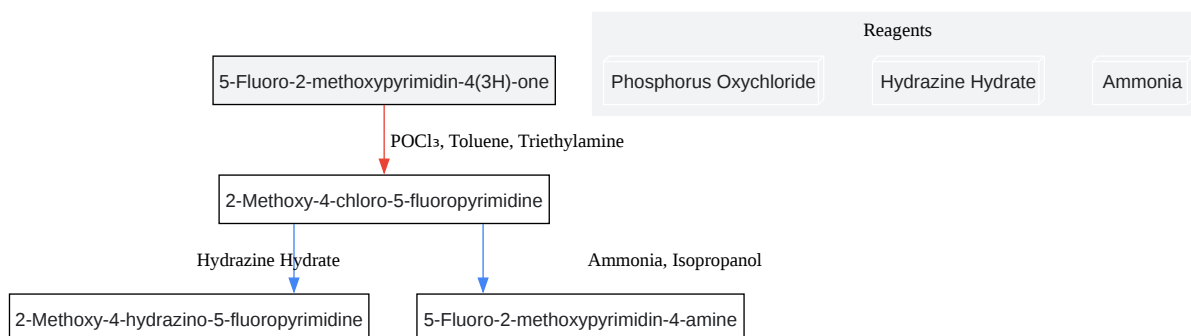 Reagents
5-Fluoro-2-methoxypyrimidin-4(3H)-one
Phosphorus Oxychloride
Hydrazine Hydrate
Ammonia
POCl₃, Toluene, Triethylamine
2-Methoxy-4-chloro-5-fluoropyrimidine
Hydrazine Hydrate
Ammonia, Isopropanol
2-Methoxy-4-hydrazino-5-fluoropyrimidine
5-Fluoro-2-methoxypyrimidin-4-amine